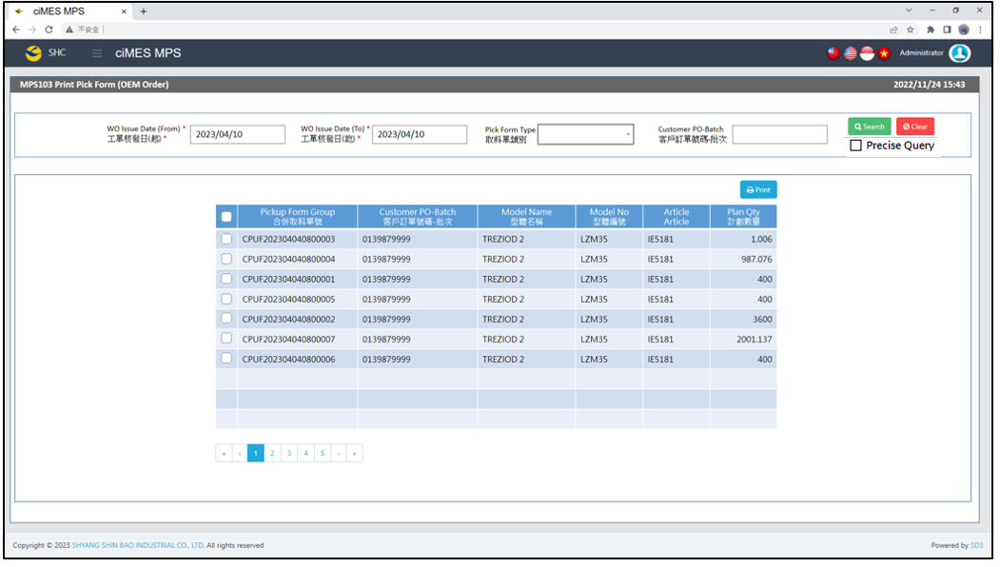 ciMES MPS
不安全
SHC ciMES MPS Administrator
MPS103 Print Pick Form (OEM Order) 2022/11/24 15:43
WO Issue Date (From) *
工單核發日(起) *
2023/04/10
WO Issue Date (To) *
工單核發日(訖) *
2023/04/10
Pick Form Type
取料單類別
Customer PO-Batch
客戶訂單號碼-批次
Search Clear
Precise Query
Print
Pickup Form Group Customer PO-Batch Model Name Model No Article Plan Qty
合併取料單號 客戶訂單號碼-批次 型體名稱 型體編號 Article 計劃數量
CPUF202304040800003 0139879999 TREZIOD 2 LZM35 IE5181 1.006
CPUF202304040800004 0139879999 TREZIOD 2 LZM35 IE5181 987.076
CPUF202304040800001 0139879999 TREZIOD 2 LZM35 IE5181 400
CPUF202304040800005 0139879999 TREZIOD 2 LZM35 IE5181 400
CPUF202304040800002 0139879999 TREZIOD 2 LZM35 IE5181 3600
CPUF202304040800007 0139879999 TREZIOD 2 LZM35 IE5181 2001.137
CPUF202304040800006 0139879999 TREZIOD 2 LZM35 IE5181 400
« ‹ 1 2 3 4 5 › »
Copyright © 2023 SHYANG SHIN BAO INDUSTRIAL CO., LTD. All rights reserved Powered by SD3